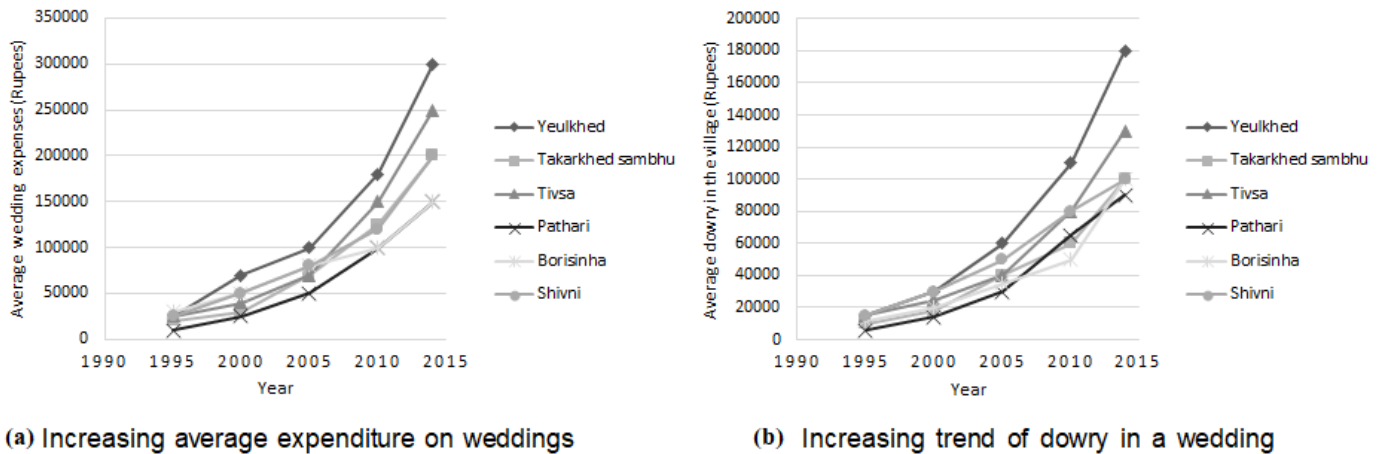 Average wedding expenses (Rupees)
350000
300000
250000
200000
150000
100000
50000
0
1990 1995 2000 2005 2010 2015
Year
Yeulkhed
Takarkhed sambhu
Tivsa
Pathari
Borisinha
Shivni
(a) Increasing average expenditure on weddings
Average dowry in the village (Rupees)
200000
180000
160000
140000
120000
100000
80000
60000
40000
20000
0
1990 1995 2000 2005 2010 2015
Year
Yeulkhed
Takarkhed sambhu
Tivsa
Pathari
Borisinha
Shivni
(b) Increasing trend of dowry in a wedding